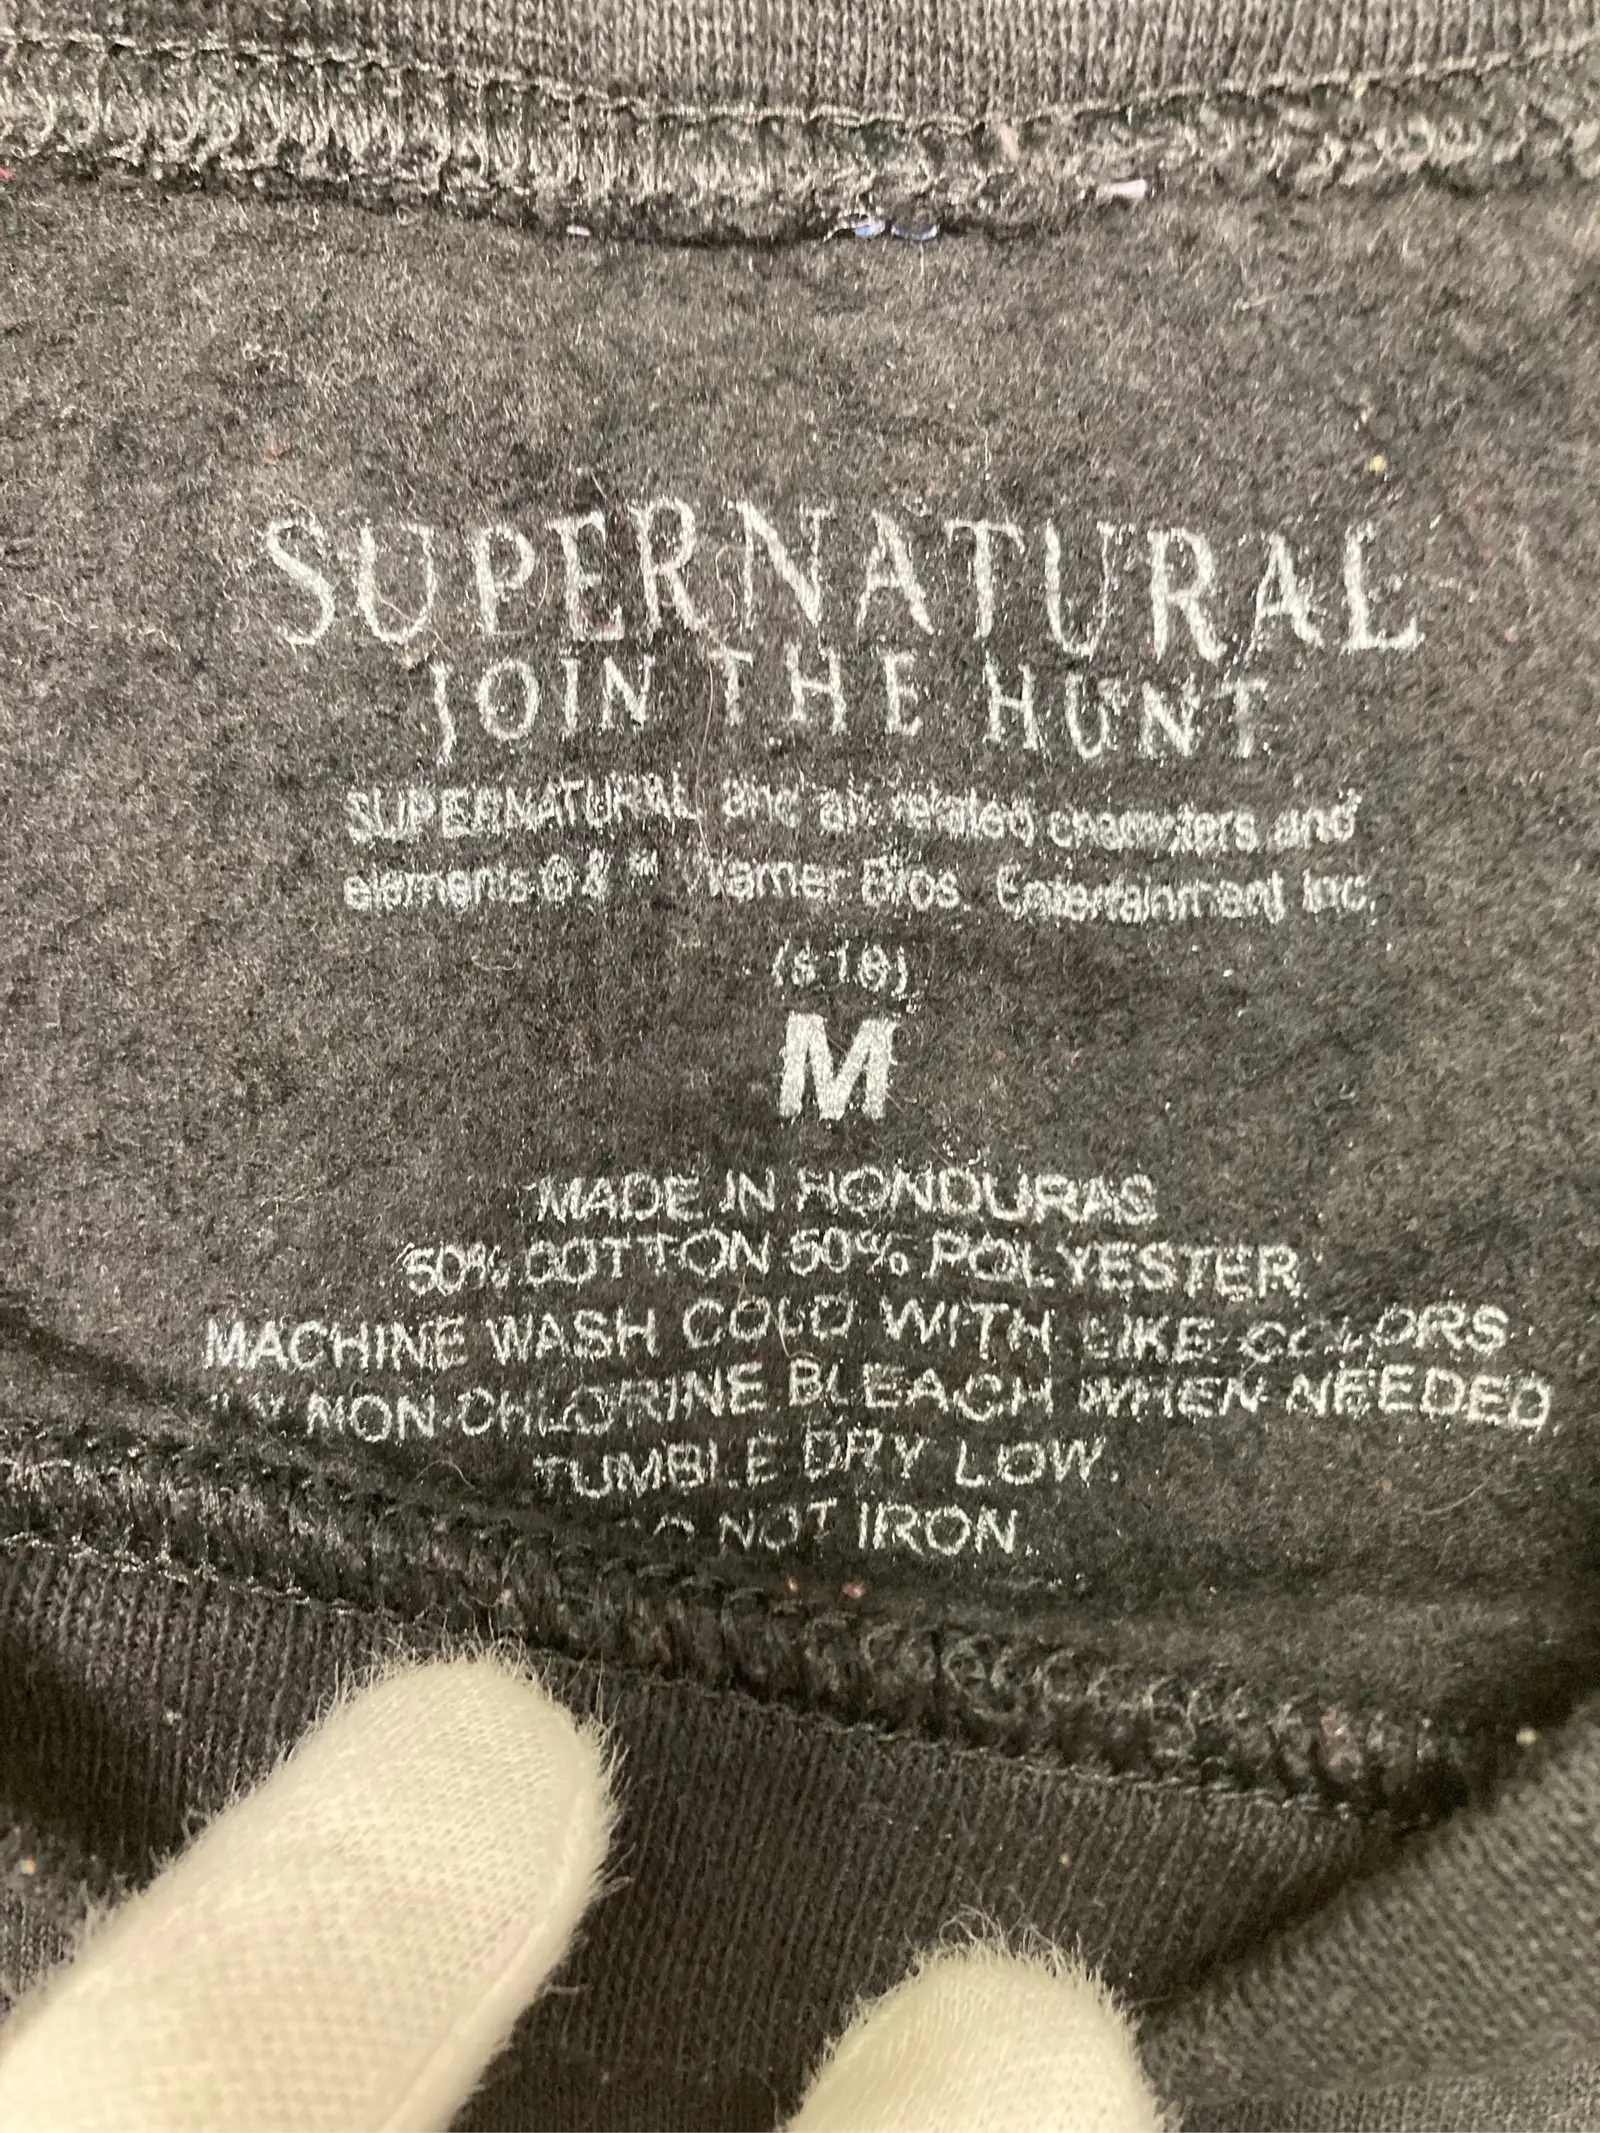 SUPERNATURAL
JOIN THE HUNT
SUPERNATURAL and all related characters and
elements © & ™ Warner Bros. Entertainment Inc.
(s18)
M
MADE IN HONDURAS
50% COTTON 50% POLYESTER
MACHINE WASH COLD WITH LIKE COLORS
NON-CHLORINE BLEACH WHEN NEEDED.
TUMBLE DRY LOW.
NOT IRON.